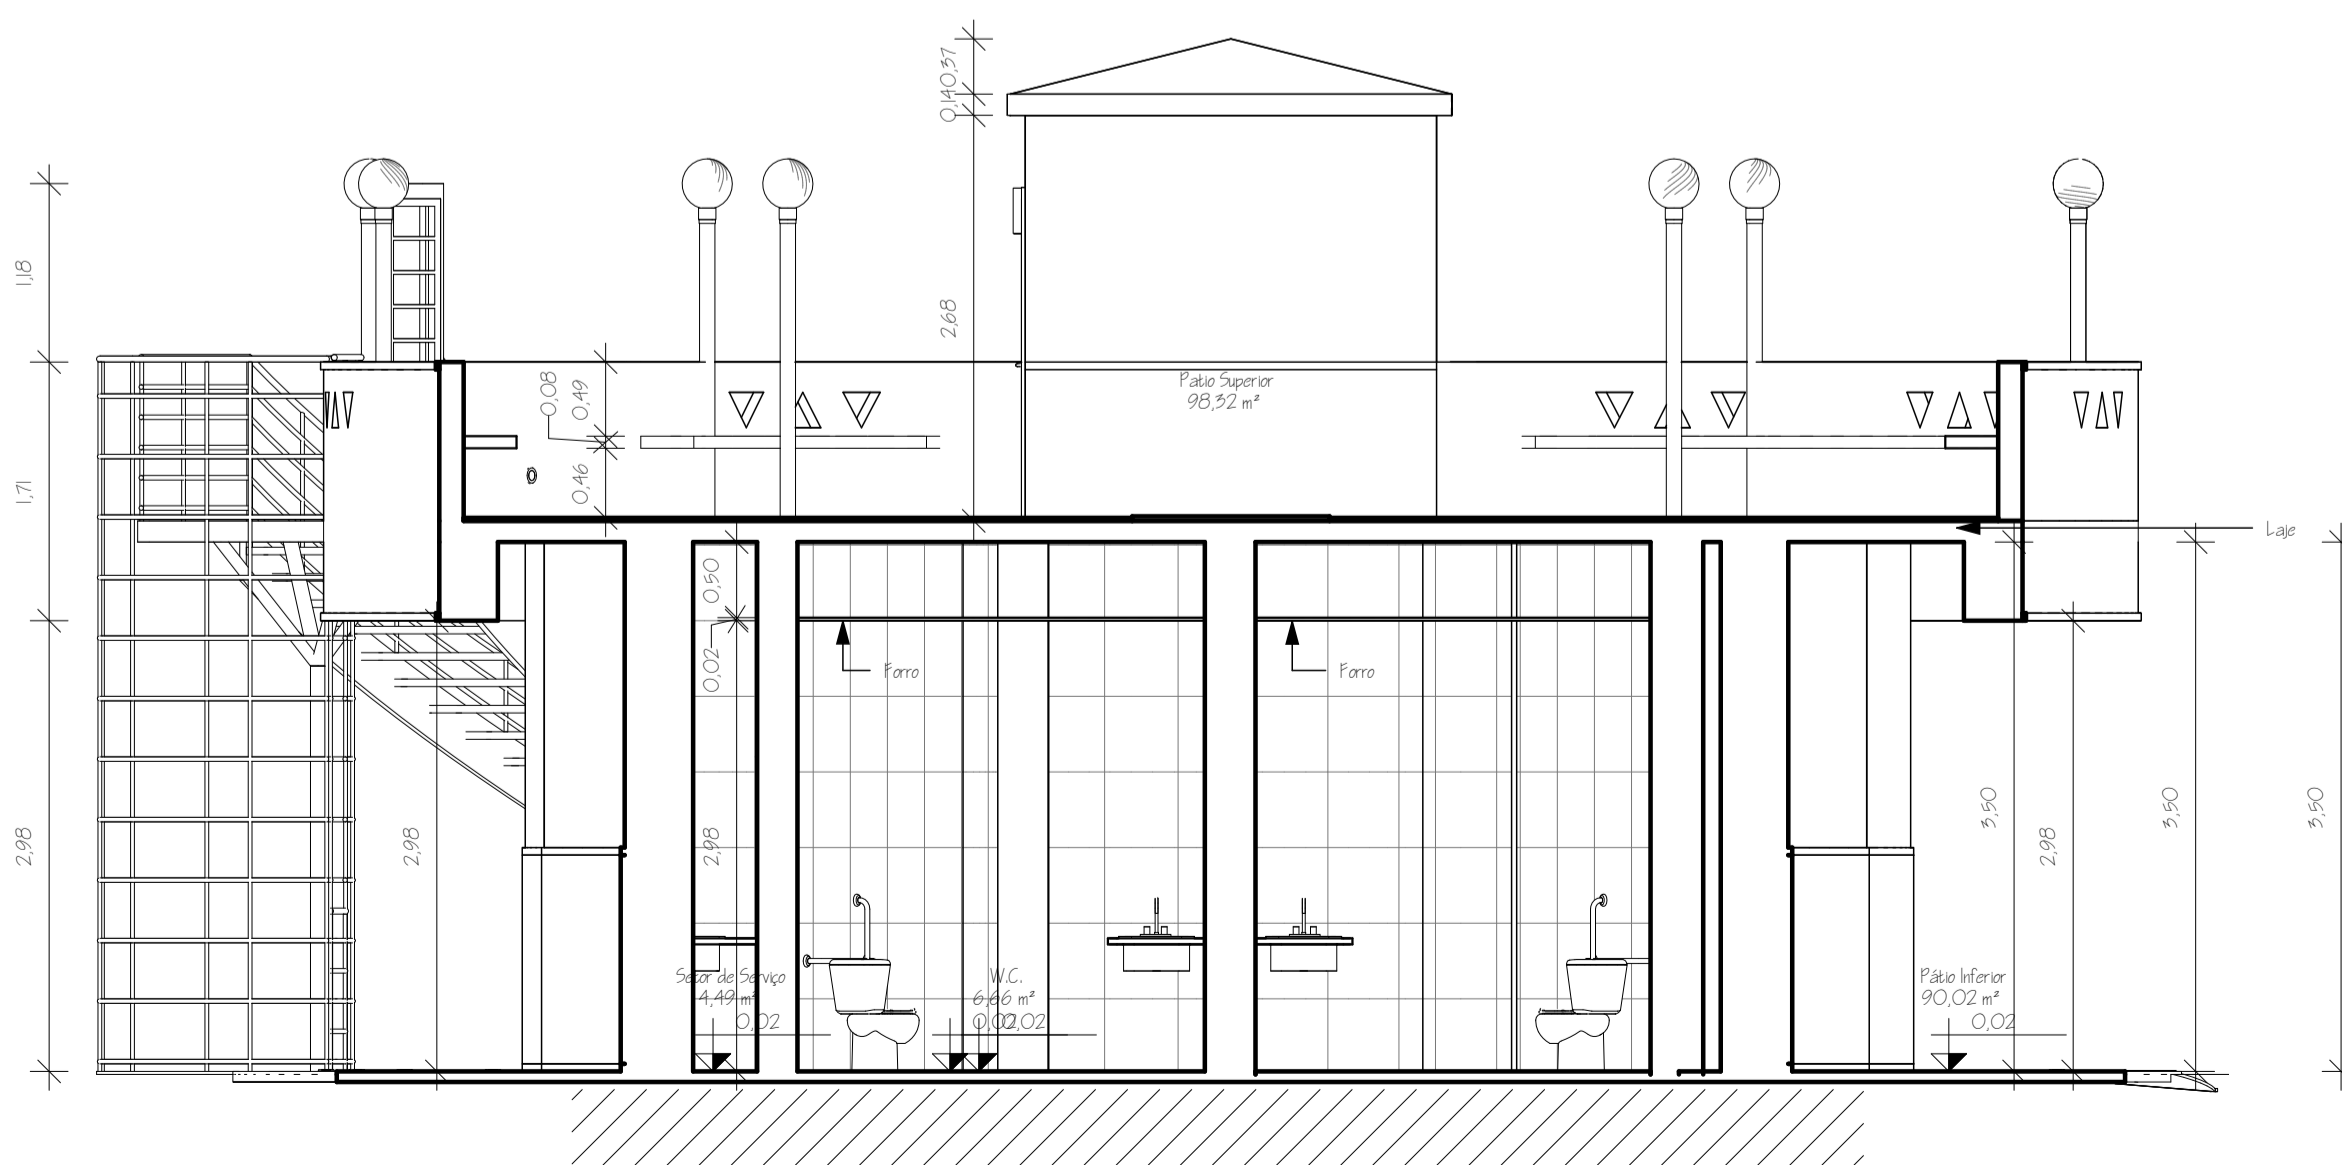 0,37
0,14
2,68
1,18
0,08
0,49
0,46
1,71
Patio Superior
98,32 m²
Laje
0,50
0,02
Forro
Forro
2,98
2,98
2,98
3,50
2,98
3,50
3,50
Setor de Serviço
4,49 m²
0,02
W.C.
6,66 m²
0,02
0,02
Pátio Inferior
90,02 m²
0,02